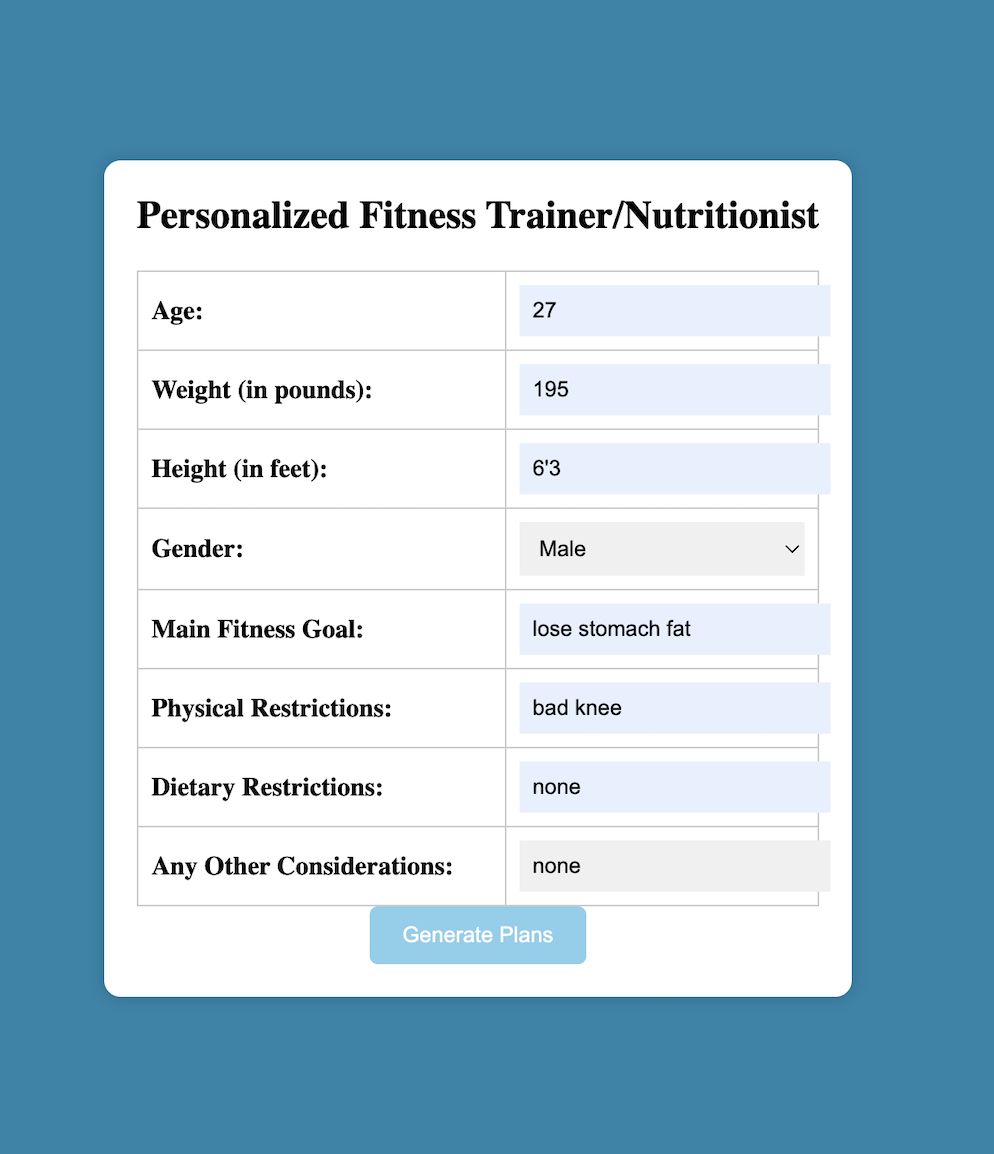 Personalized Fitness Trainer/Nutritionist
Age: 27
Weight (in pounds): 195
Height (in feet): 6'3
Gender: Male
Main Fitness Goal: lose stomach fat
Physical Restrictions: bad knee
Dietary Restrictions: none
Any Other Considerations: none
Generate Plans